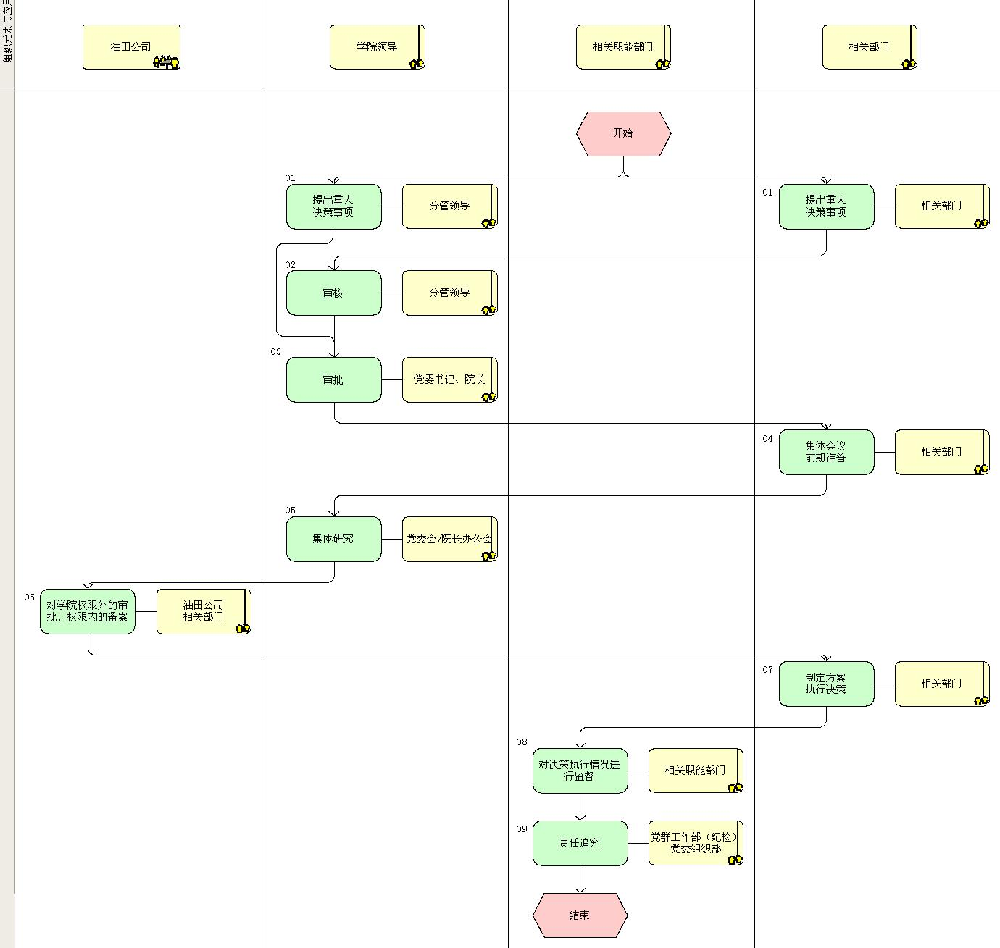 组织元素与应用
油田公司
学院领导
相关职能部门
相关部门
开始
01
提出重大
决策事项
分管领导
01
提出重大
决策事项
相关部门
02
审核
分管领导
03
审批
党委书记、院长
04
集体会议
前期准备
相关部门
05
集体研究
党委会/院长办公会
06
对学院权限外的审
批、权限内的备案
油田公司
相关部门
07
制定方案
执行决策
相关部门
08
对决策执行情况进
行监督
相关职能部门
09
责任追究
党群工作部（纪检）
党委组织部
结束